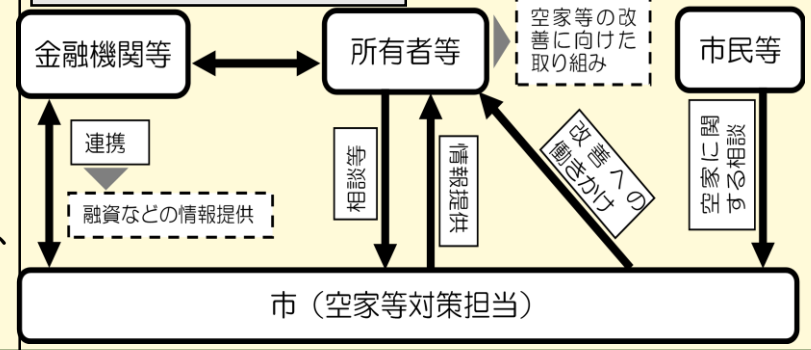 金融機関等
所有者等
空家等の改
善に向けた
取り組み
市民等
連携
融資などの情報提供
相談等
情報提供
改善への
働きかけ
空家に関
する相談
市（空家等対策担当）